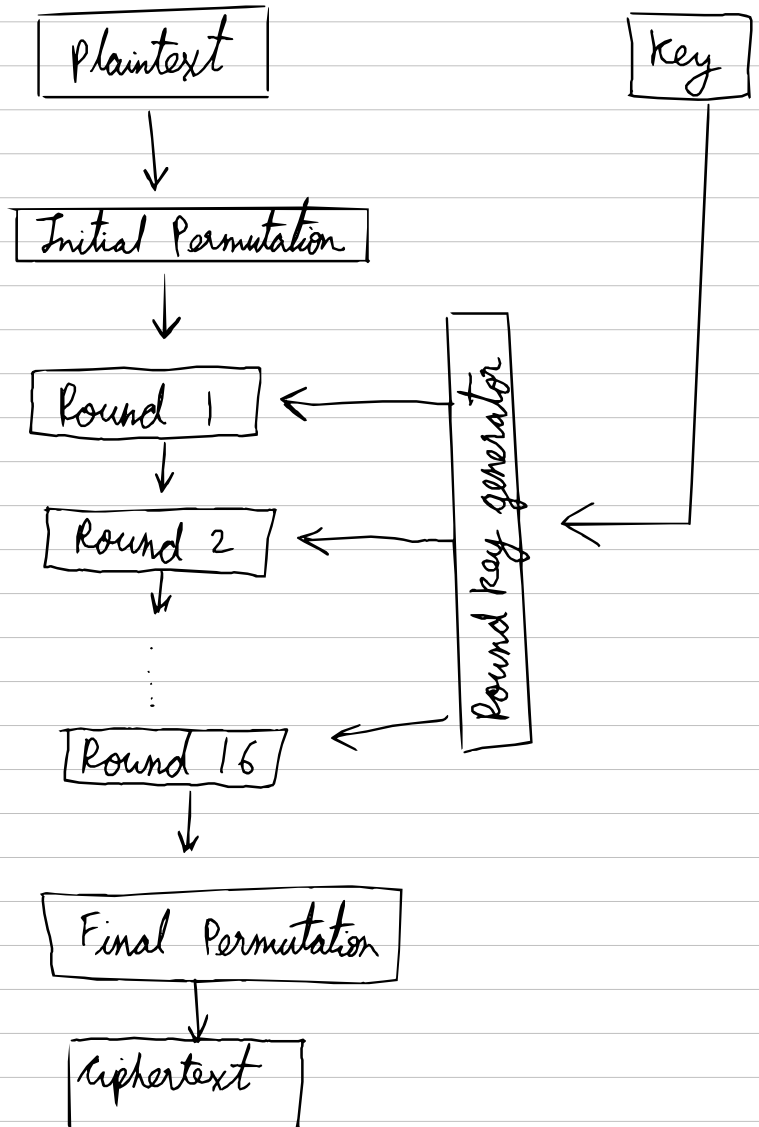 Plaintext
Key
Initial Permutation
Round 1
Round 2
Round key generator
Round 16
Final Permutation
Ciphertext